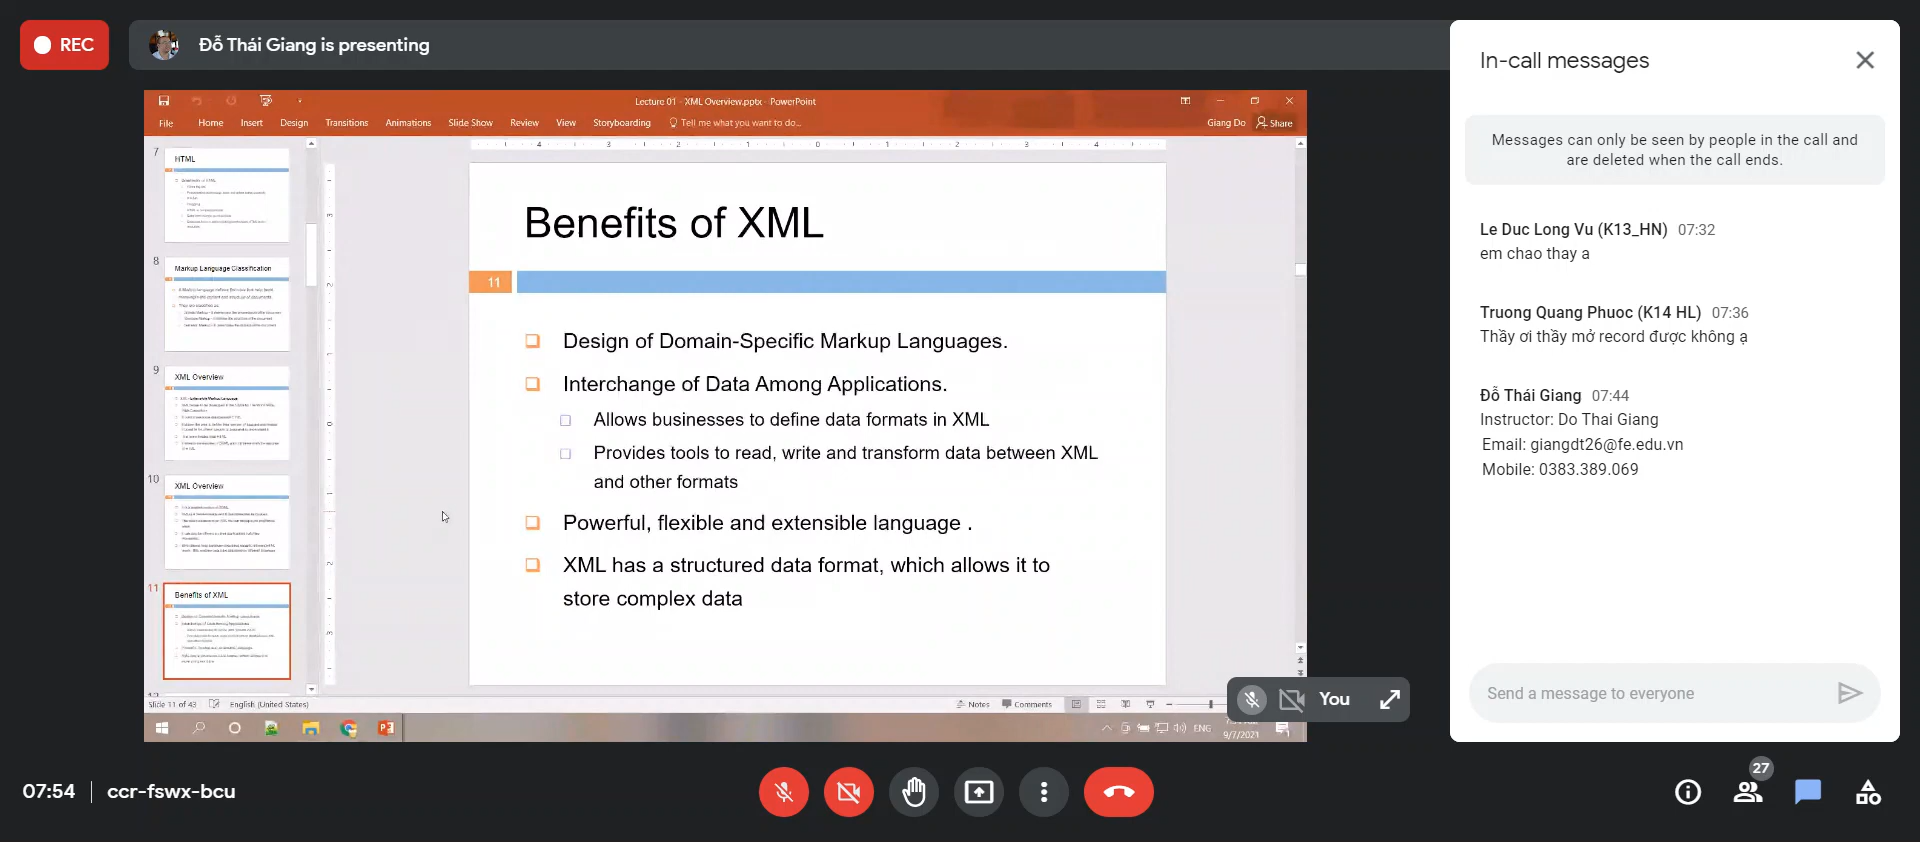 REC
Đỗ Thái Giang is presenting
Lecture 01 - XML Overview.pptx - PowerPoint
File Home Insert Design Transitions Animations Slide Show Review View Storyboarding Tell me what you want to do... Giang Do Share
7
HTML
8
Markup Language Classification
9
XML Overview
10
XML Overview
11
Benefits of XML
Benefits of XML
11
Design of Domain-Specific Markup Languages.
Interchange of Data Among Applications.
Allows businesses to define data formats in XML
Provides tools to read, write and transform data between XML
and other formats
Powerful, flexible and extensible language .
XML has a structured data format, which allows it to
store complex data
Slide 11 of 43 English (United States) Notes Comments
ENG
9/7/2021
You
In-call messages
Messages can only be seen by people in the call and
are deleted when the call ends.
Le Duc Long Vu (K13_HN) 07:32
em chao thay a
Truong Quang Phuoc (K14 HL) 07:36
Thầy ơi thầy mở record được không ạ
Đỗ Thái Giang 07:44
Instructor: Do Thai Giang
Email: giangdt26@fe.edu.vn
Mobile: 0383.389.069
Send a message to everyone
07:54 ccr-fswx-bcu
27